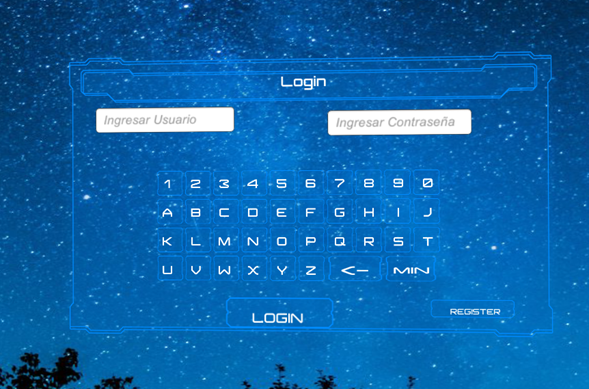 Login
Ingresar Usuario
Ingresar Contraseña
1 2 3 4 5 6 7 8 9 0
A B C D E F G H I J
K L M N O P Q R S T
U V W X Y Z <- MIN
LOGIN
REGISTER